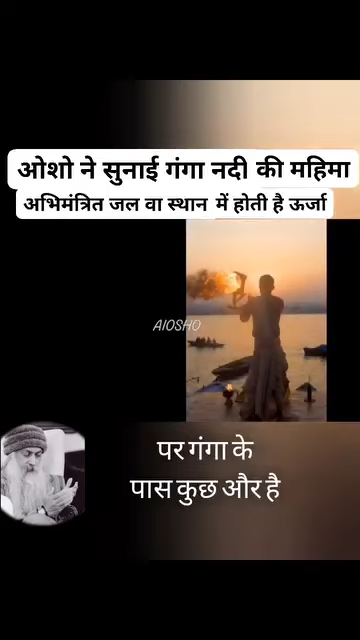 ओशो ने सुनाई गंगा नदी की महिमा
अभिमंत्रित जल वा स्थान में होती है ऊर्जा
AIOSHO
पर गंगा के
पास कुछ और है